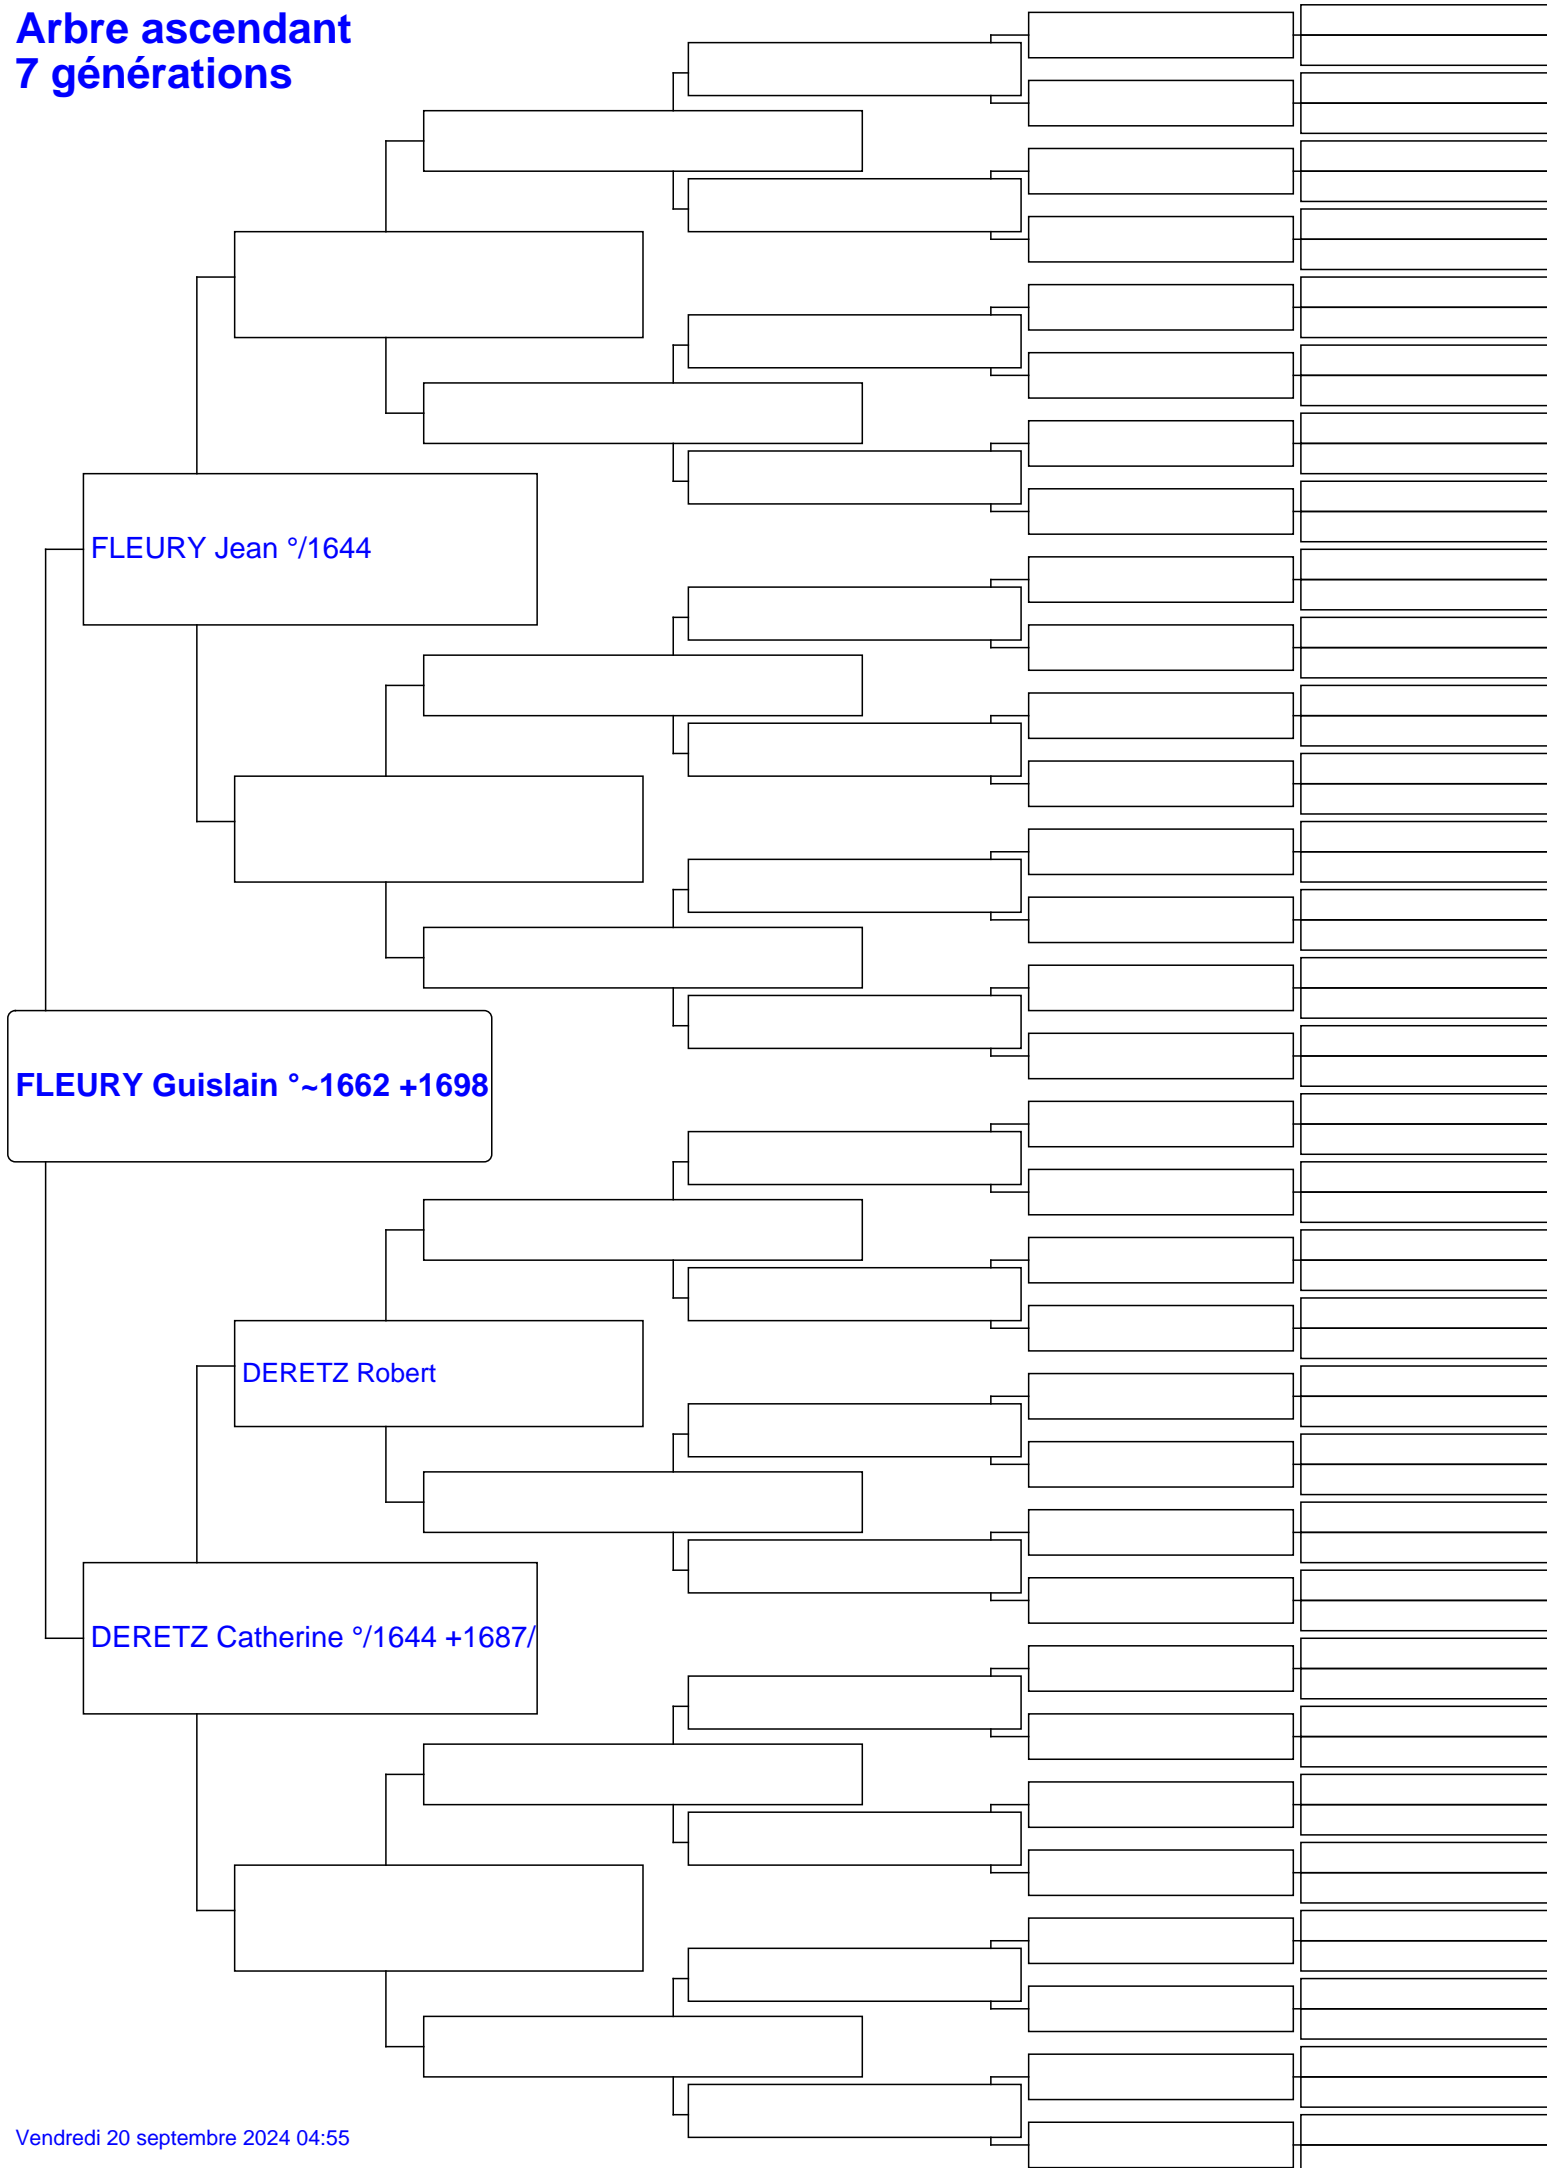 Arbre ascendant
7 générations
FLEURY Jean °/1644
FLEURY Guislain °~1662 +1698
DERETZ Robert
DERETZ Catherine °/1644 +1687/
Vendredi 20 septembre 2024 04:55